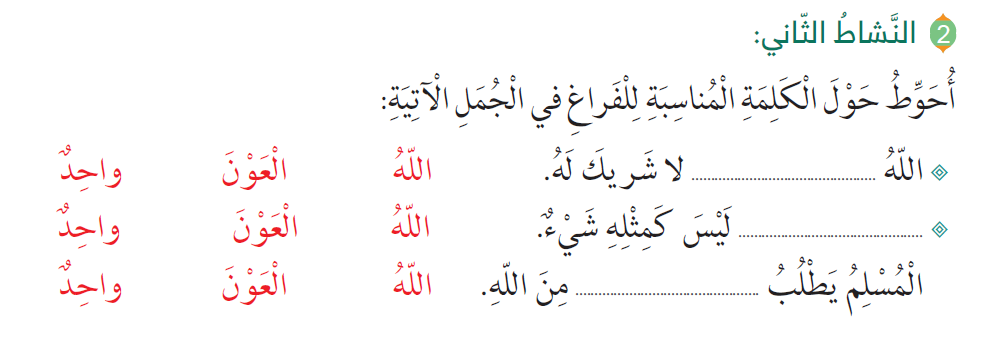 2 النَّشاطُ الثّاني:
أُحَوِّطُ حَوْلَ الْكَلِمَةِ الْمُناسِبَةِ لِلْفَراغِ في الْجُمَلِ الْآتِيَةِ:
اللّهُ ............................................ لا شَريكَ لَهُ. اللّهُ الْعَوْنَ واحِدٌ
............................................ لَيْسَ كَمِثْلِهِ شَيْءٌ. اللّهُ الْعَوْنَ واحِدٌ
الْمُسْلِمُ يَطْلُبُ ............................................ مِنَ اللّهِ. اللّهُ الْعَوْنَ واحِدٌ